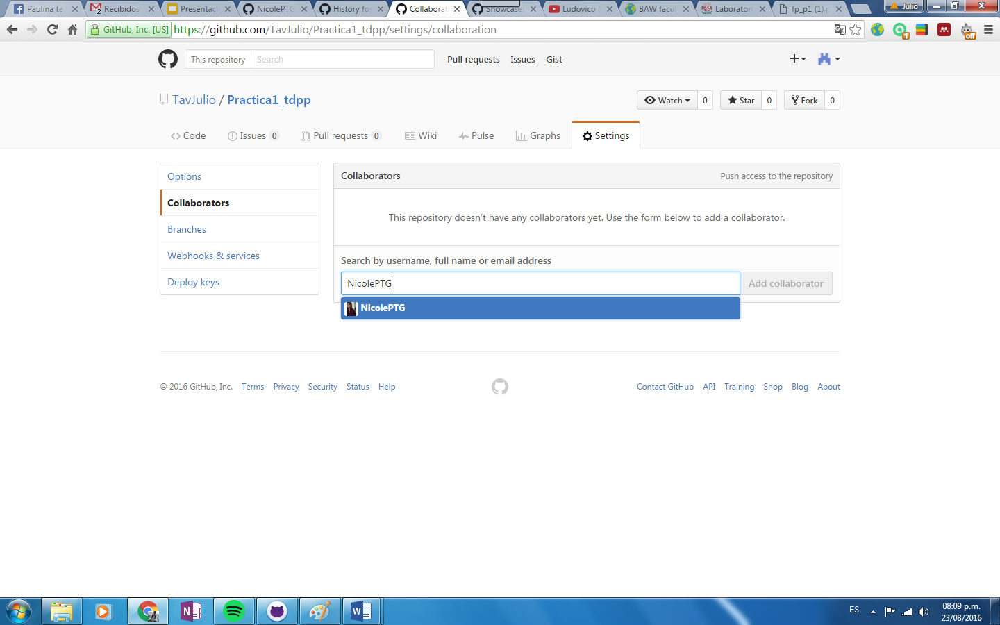 Paulina te
Recibidos
Presentaci
NicolePTG
History for
Collaborat
Showcase
Ludovico E
BAW facul
Laborator
fp_p1 (1).p
Julio
GitHub, Inc. [US]
https://github.com/TavJulio/Practica1_tdpp/settings/collaboration
1
off
This repository
Search
Pull requests
Issues
Gist
TavJulio / Practica1_tdpp
Watch
0
Star
0
Fork
0
Code
Issues 0
Pull requests 0
Wiki
Pulse
Graphs
Settings
Options
Collaborators
Branches
Webhooks & services
Deploy keys
Collaborators
Push access to the repository
This repository doesn’t have any collaborators yet. Use the form below to add a collaborator.
Search by username, full name or email address
NicolePTG
Add collaborator
NicolePTG
© 2016 GitHub, Inc.
Terms
Privacy
Security
Status
Help
Contact GitHub
API
Training
Shop
Blog
About
ES
08:09 p.m.
23/08/2016